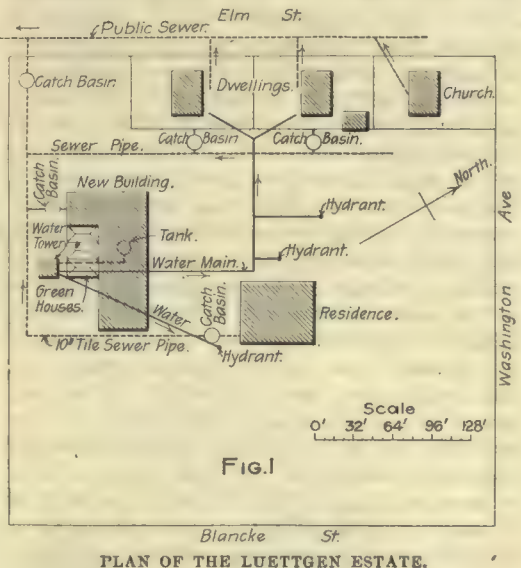 Elm St.
Public Sewer.
Catch Basin.
Dwellings.
Church.
Catch Basin
Catch Basin.
Sewer Pipe.
Catch Basin.
New Building.
North.
Hydrant.
Water Tower
Tank.
Hydrant.
Ave
Water Main.
Green Houses.
Water
Catch Basin
Residence.
Washington
10" Tile Sewer Pipe.
Hydrant.
Scale
0' 32' 64' 96' 128'
FIG.1
Blancke St.
PLAN OF THE LUETTGEN ESTATE.